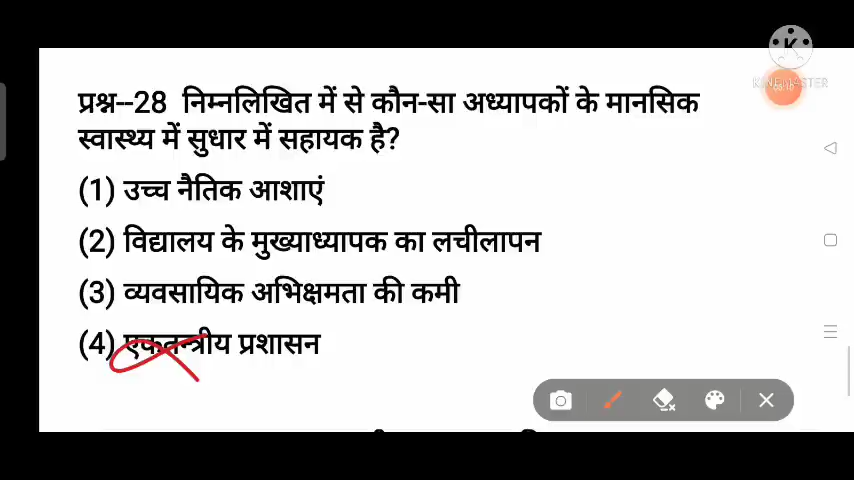 KINEMASTER
प्रश्न--28 निम्नलिखित में से कौन-सा अध्यापकों के मानसिक
स्वास्थ्य में सुधार में सहायक है?
(1) उच्च नैतिक आशाएं
(2) विद्यालय के मुख्याध्यापक का लचीलापन
(3) व्यवसायिक अभिक्षमता की कमी
(4) एकतन्त्रीय प्रशासन